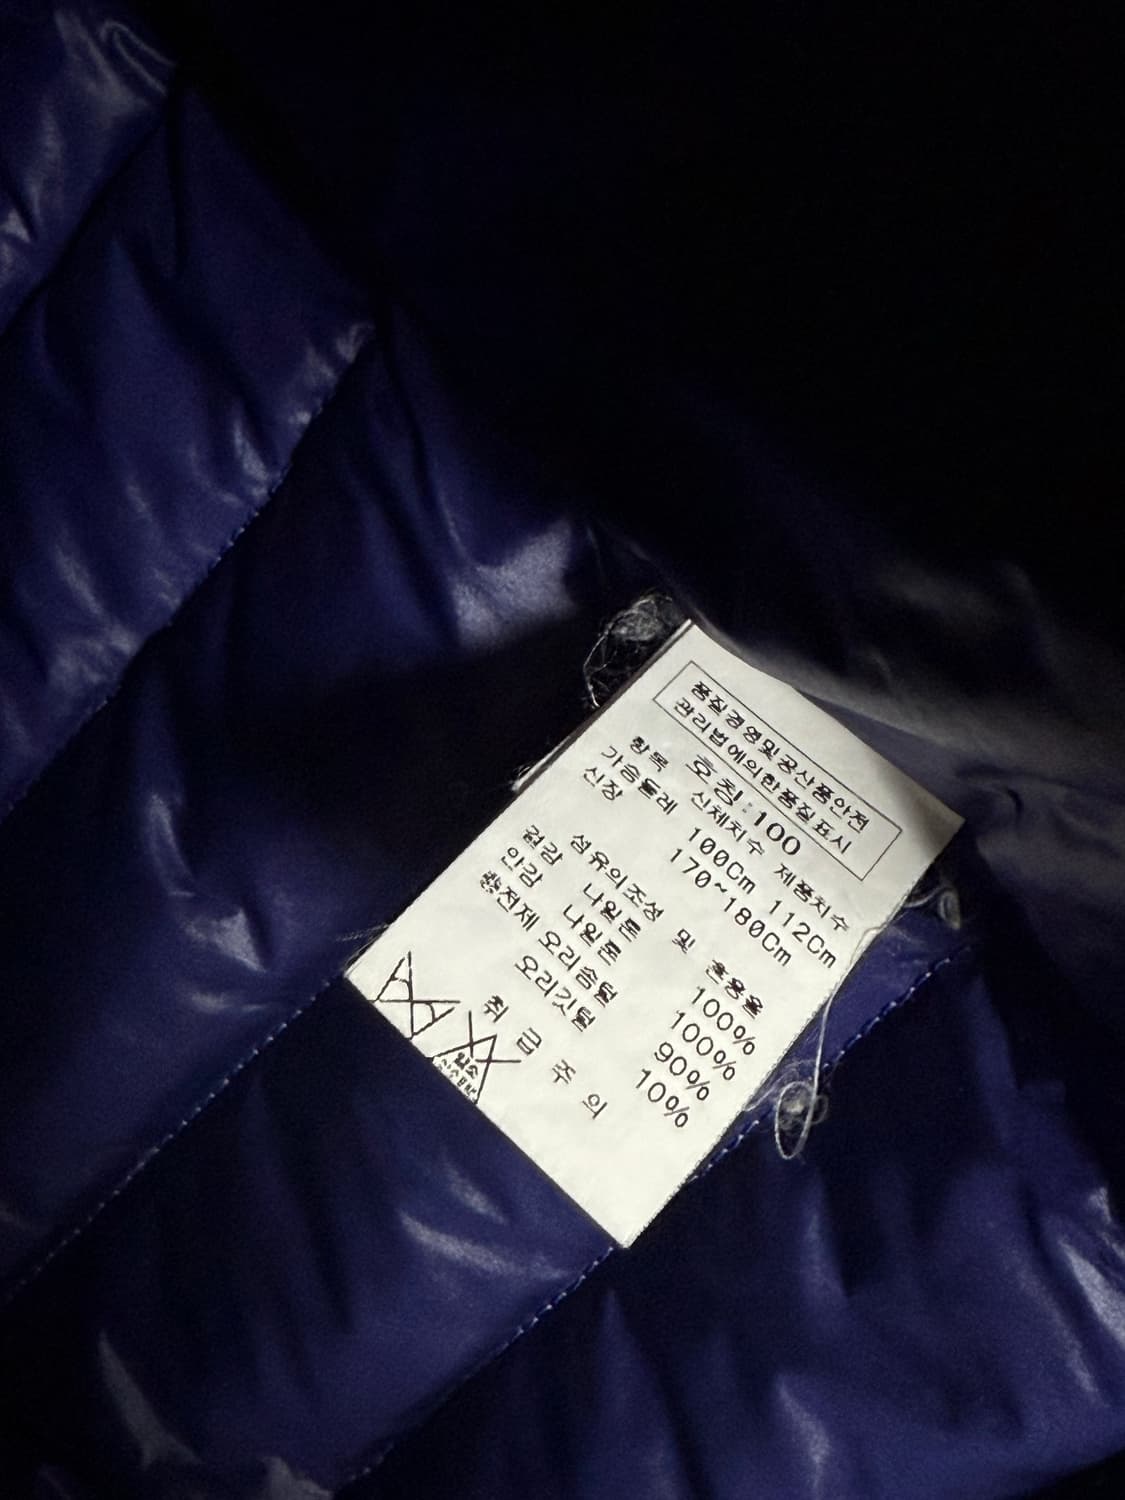 품질경영및공산품안전
관리법에의한품질표시
호칭:100
항목 신체치수 제품치수
가슴둘레 100Cm 112Cm
신장 170~180Cm
섬유의조성 및 혼용율
겉감 나일론 100%
안감 나일론 100%
충전제 오리솜털 90%
오리깃털 10%
취급주의
염소